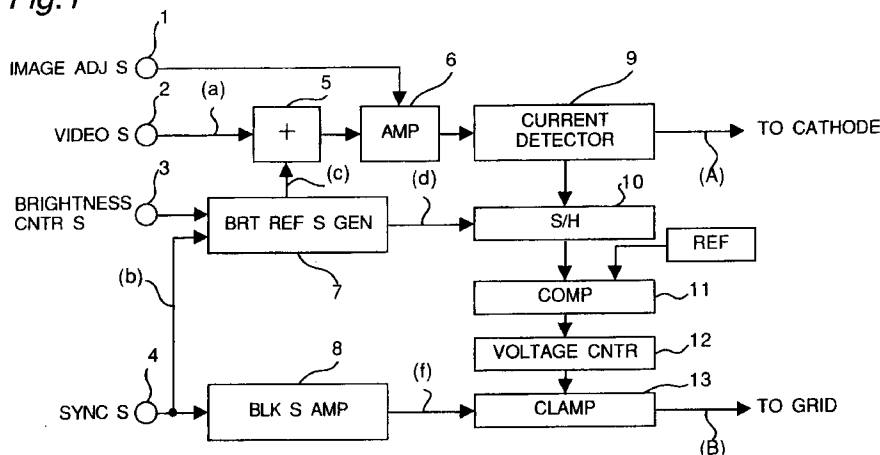 Fig.1
1
IMAGE ADJ S
2
(a)
VIDEO S
5
+
6
AMP
9
CURRENT
DETECTOR
TO CATHODE
(A)
3
(c)
(d)
BRIGHTNESS
CNTR S
BRT REF S GEN
7
10
S/H
REF
(b)
COMP
11
VOLTAGE CNTR
12
4
8
(f)
13
SYNC S
BLK S AMP
CLAMP
TO GRID
(B)